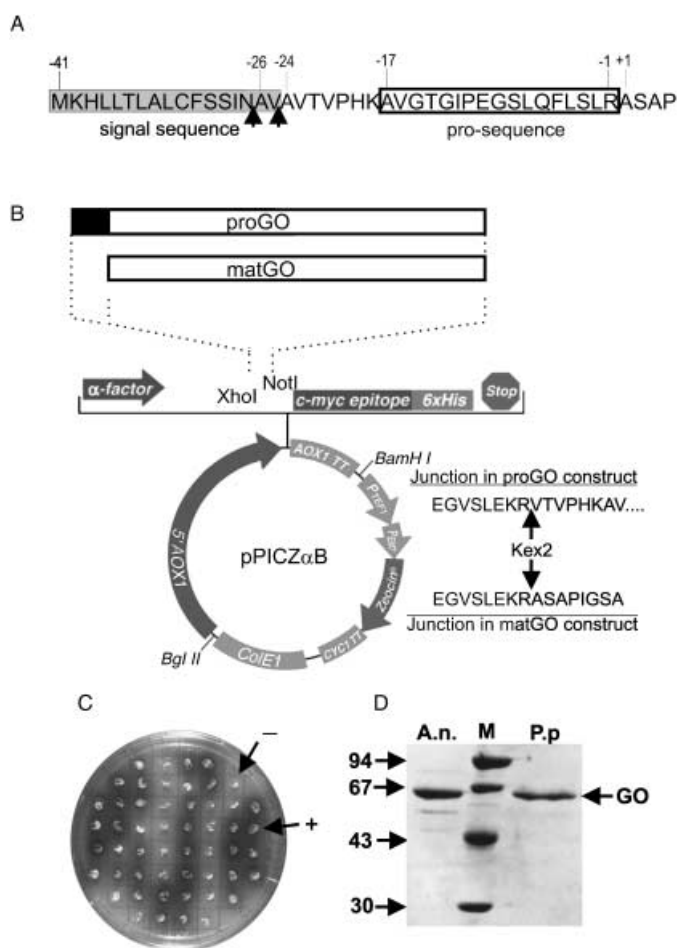 A
-41
-26
-24
-17
-1
+1
MKHLLTLALCFSSINAVAVTVPHKAVGTGIPEGSLQFLSLRASAP
signal sequence
pro-sequence
B
proGO
matGO
α-factor
XhoI
NotI
c-myc epitope
6xHis
Stop
AOX1 TT
BamH I
PTEF1
5'AOX1
pPICZαB
Zeocin
CYC1 TT
ColE1
Bgl II
Junction in proGO construct
EGVSLEKRVTVPHKAV....
Kex2
EGVSLEKRASAPIGSA
Junction in matGO construct
C
–
+
D
A.n. M P.p
94
67
GO
43
30